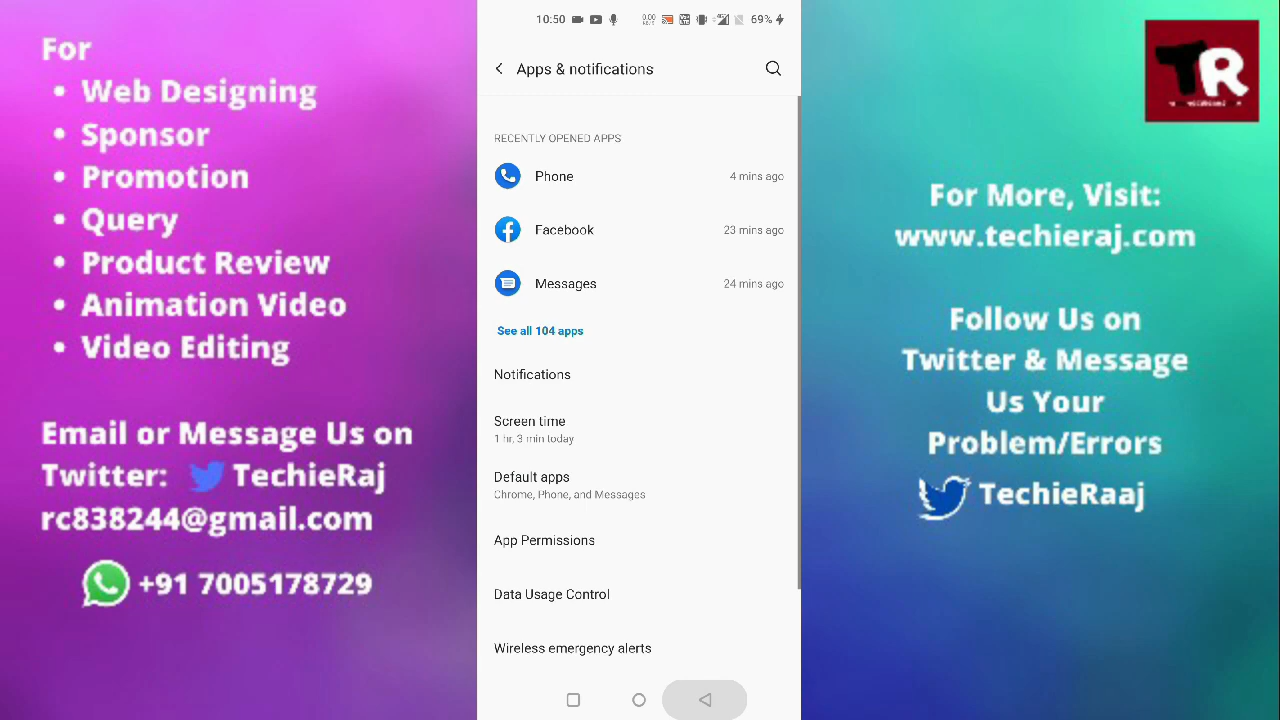 For
• Web Designing
• Sponsor
• Promotion
• Query
• Product Review
• Animation Video
• Video Editing
Email or Message Us on
Twitter: TechieRaj
rc838244@gmail.com
+91 7005178729
10:50
0.00
69%
Apps & notifications
RECENTLY OPENED APPS
Phone 4 mins ago
Facebook 23 mins ago
Messages 24 mins ago
See all 104 apps
Notifications
Screen time
1 hr, 3 min today
Default apps
Chrome, Phone, and Messages
App Permissions
Data Usage Control
Wireless emergency alerts
TR
For More, Visit:
www.techieraj.com
Follow Us on
Twitter & Message
Us Your
Problem/Errors
TechieRaaj